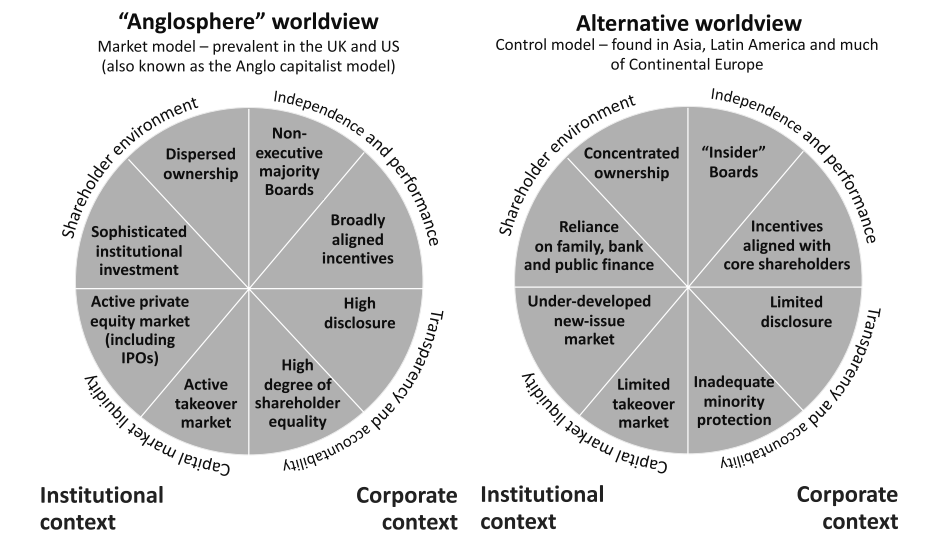 “Anglosphere” worldview
Market model – prevalent in the UK and US
(also known as the Anglo capitalist model)
Shareholder environment
Independence and performance
Dispersed
ownership
Non-
executive
majority
Boards
Sophisticated
institutional
investment
Broadly
aligned
incentives
Active private
equity market
(including
IPOs)
High
disclosure
Active
takeover
market
High
degree of
shareholder
equality
Capital market liquidity
Transparency and accountability
Institutional
context
Corporate
context
Alternative worldview
Control model – found in Asia, Latin America and much
of Continental Europe
Shareholder environment
Independence and performance
Concentrated
ownership
“Insider”
Boards
Reliance
on family, bank
and public finance
Incentives
aligned with
core shareholders
Under-developed
new-issue
market
Limited
disclosure
Limited
takeover
market
Inadequate
minority
protection
Capital market liquidity
Transparency and accountability
Institutional
context
Corporate
context